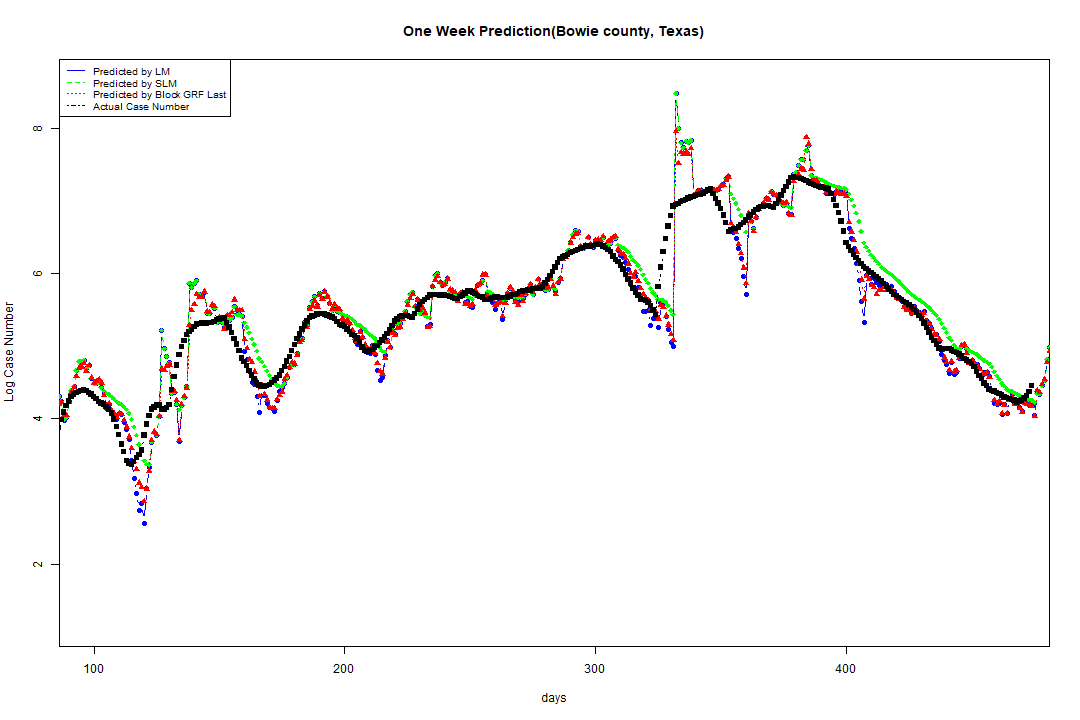 One Week Prediction(Bowie county, Texas)
Predicted by LM
Predicted by SLM
Predicted by Block GRF Last
Actual Case Number
8
6
4
2
Log Case Number
100
200
300
400
days